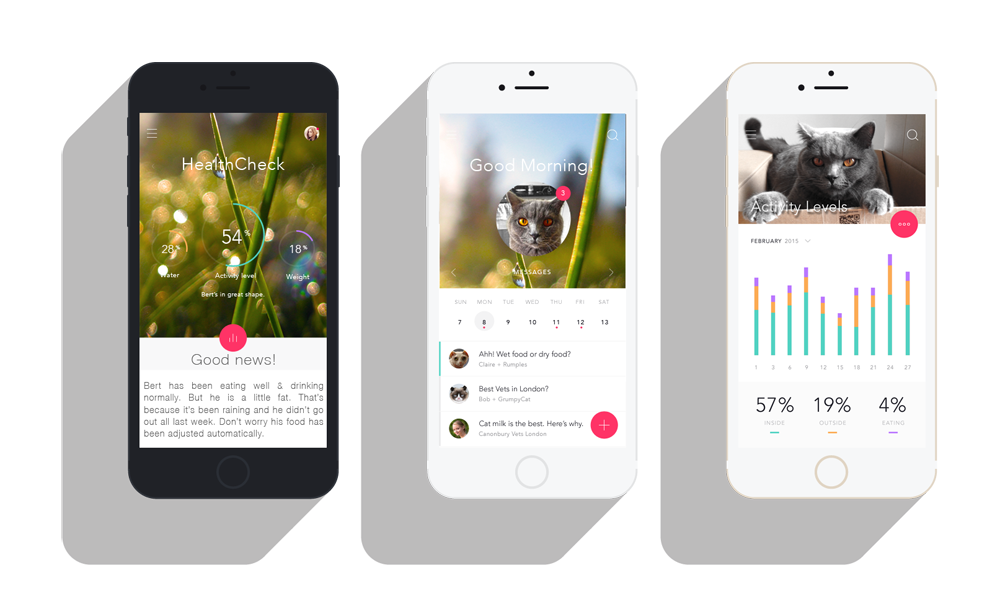 HealthCheck
28%
Water
54%
Activity level
18%
Weight
Bert's in great shape.
Good news!
Bert has been eating well & drinking
normally. But he is a little fat. That's
because it's been raining and he didn't go
out all last week. Don't worry his food has
been adjusted automatically.
Good Morning!
3
MESSAGES
SUN MON TUE WED THU FRI SAT
7 8 9 10 11 12 13
Ahh! Wet food or dry food?
Claire + Rumples
Best Vets in London?
Bob + GrumpyCat
Cat milk is the best. Here's why.
Canonbury Vets London
Activity Levels
FEBRUARY 2015
1 3 6 9 12 15 18 21 24 27
57% 19% 4%
INSIDE OUTSIDE EATING